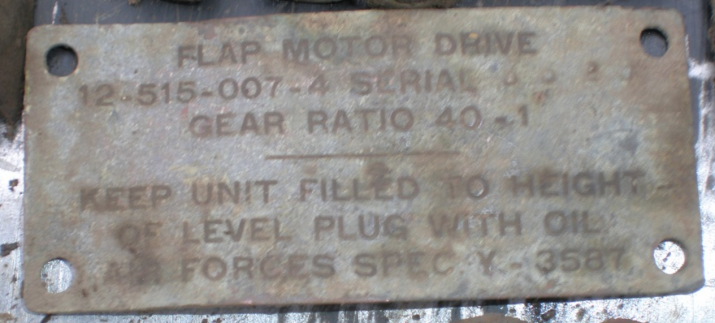 FLAP MOTOR DRIVE
12-515-007-4 SERIAL
GEAR RATIO 40-1
KEEP UNIT FILLED TO HEIGHT
OF LEVEL PLUG WITH OIL
AIR FORCES SPEC Y-3587